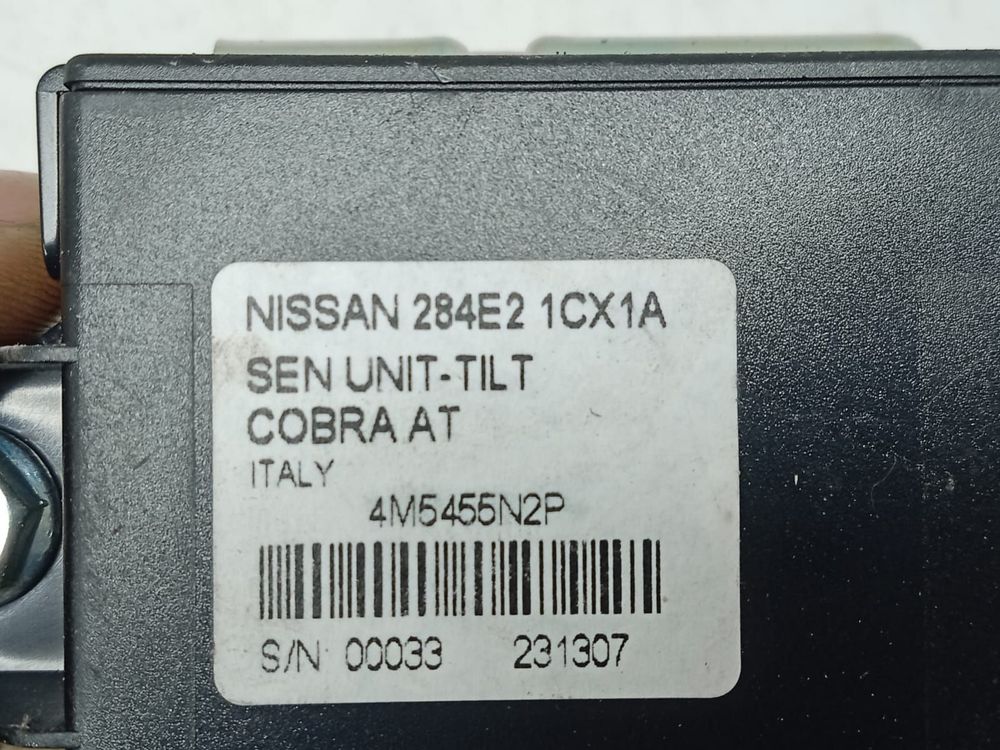 NISSAN 284E2 1CX1A
SEN UNIT-TILT
COBRA AT
ITALY
4M5455N2P
S/N 00033 231307